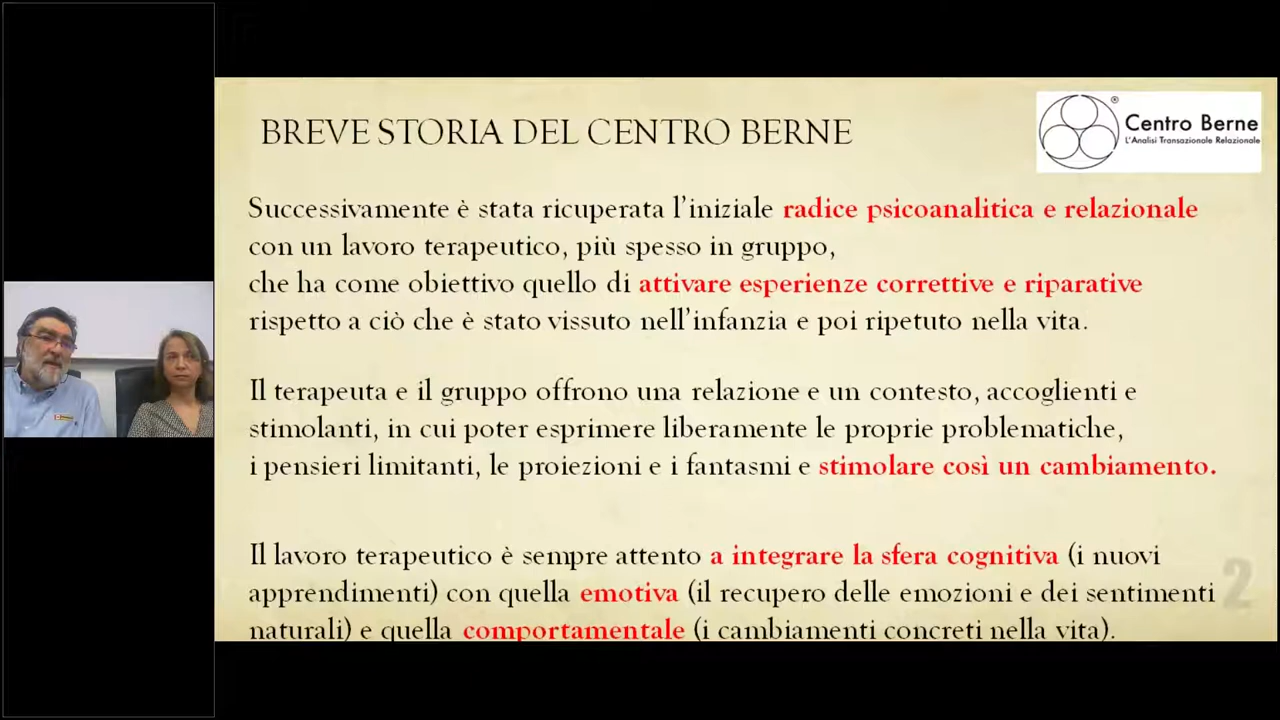 BREVE STORIA DEL CENTRO BERNE
®
Centro Berne
L'Analisi Transazionale Relazionale
Successivamente è stata ricuperata l'iniziale radice psicoanalitica e relazionale
con un lavoro terapeutico, più spesso in gruppo,
che ha come obiettivo quello di attivare esperienze correttive e riparative
rispetto a ciò che è stato vissuto nell'infanzia e poi ripetuto nella vita.
Il terapeuta e il gruppo offrono una relazione e un contesto, accoglienti e
stimolanti, in cui poter esprimere liberamente le proprie problematiche,
i pensieri limitanti, le proiezioni e i fantasmi e stimolare così un cambiamento.
Il lavoro terapeutico è sempre attento a integrare la sfera cognitiva (i nuovi
apprendimenti) con quella emotiva (il recupero delle emozioni e dei sentimenti
naturali) e quella comportamentale (i cambiamenti concreti nella vita).
2